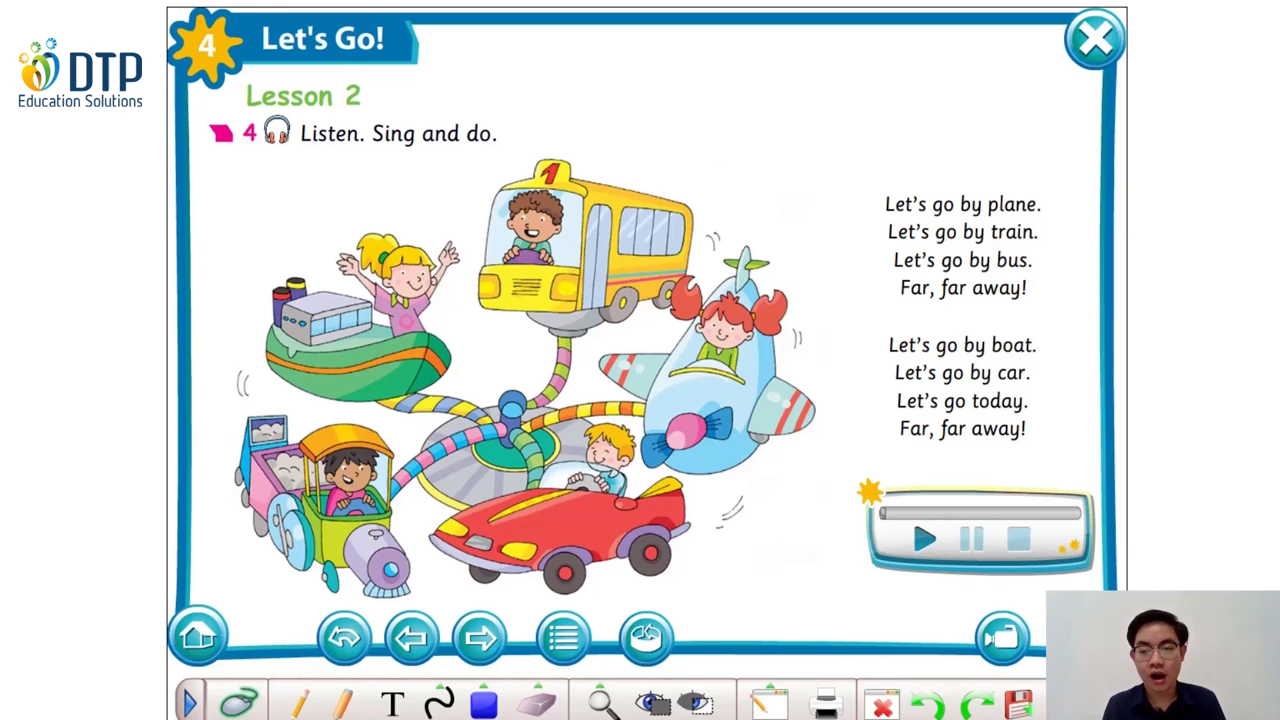 DTP
Education Solutions
4
Let's Go!
Lesson 2
4 Listen. Sing and do.
1
Let's go by plane.
Let's go by train.
Let's go by bus.
Far, far away!
Let's go by boat.
Let's go by car.
Let's go today.
Far, far away!
T